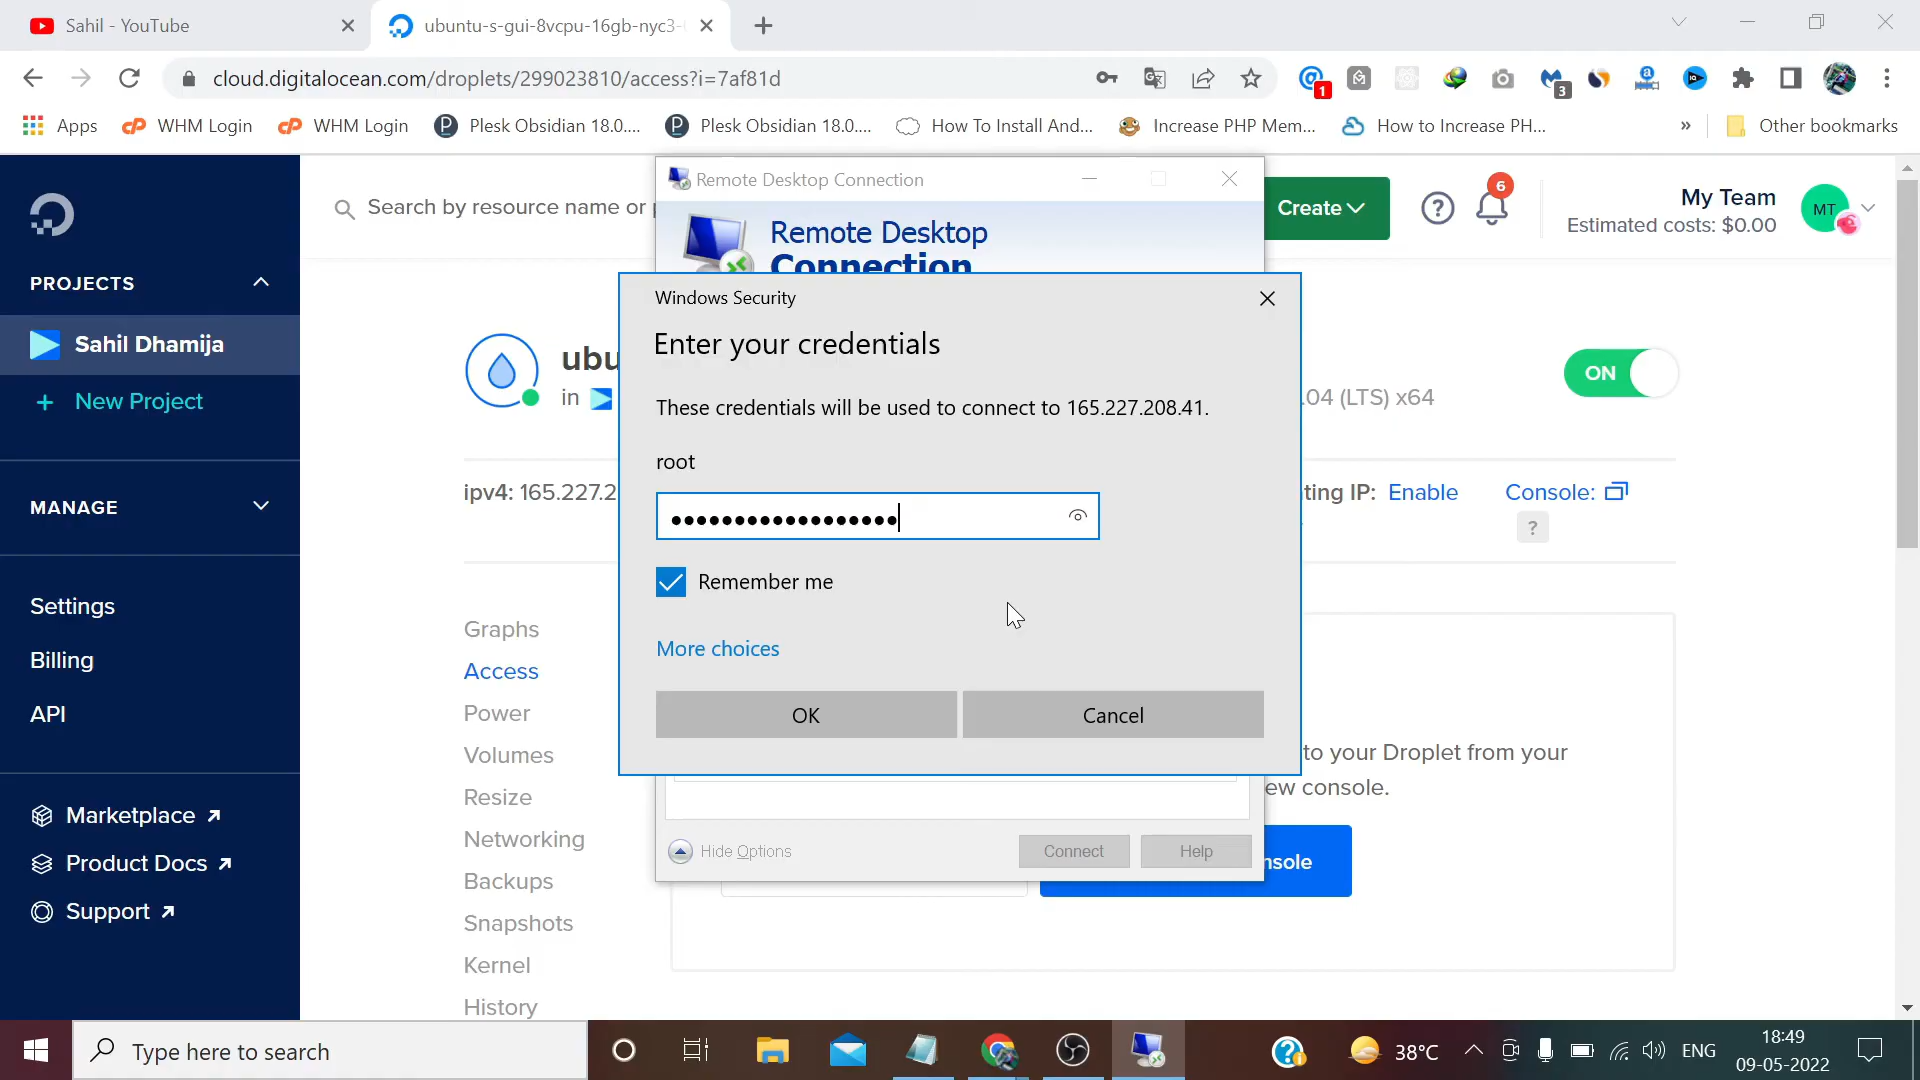 Sahil - YouTube
ubuntu-s-gui-8vcpu-16gb-nyc3-
cloud.digitalocean.com/droplets/299023810/access?i=7af81d
1
3
Apps
WHM Login
WHM Login
Plesk Obsidian 18.0....
Plesk Obsidian 18.0....
How To Install And...
Increase PHP Mem...
How to Increase PH...
»
Other bookmarks
Remote Desktop Connection
Remote Desktop
Connection
Search by resource name or
Create
6
My Team
Estimated costs: $0.00
MT
PROJECTS
Sahil Dhamija
+ New Project
MANAGE
Settings
Billing
API
Marketplace
Product Docs
Support
ubu
in
.04 (LTS) x64
ON
ipv4: 165.227.2
ting IP: Enable
Console:
?
Graphs
Access
Power
Volumes
Resize
Networking
Backups
Snapshots
Kernel
History
Windows Security
Enter your credentials
These credentials will be used to connect to 165.227.208.41.
root
●●●●●●●●●●●●●●●●●●
Remember me
More choices
OK
Cancel
to your Droplet from your
ew console.
nsole
Hide Options
Connect
Help
Type here to search
38°C
ENG
18:49
09-05-2022